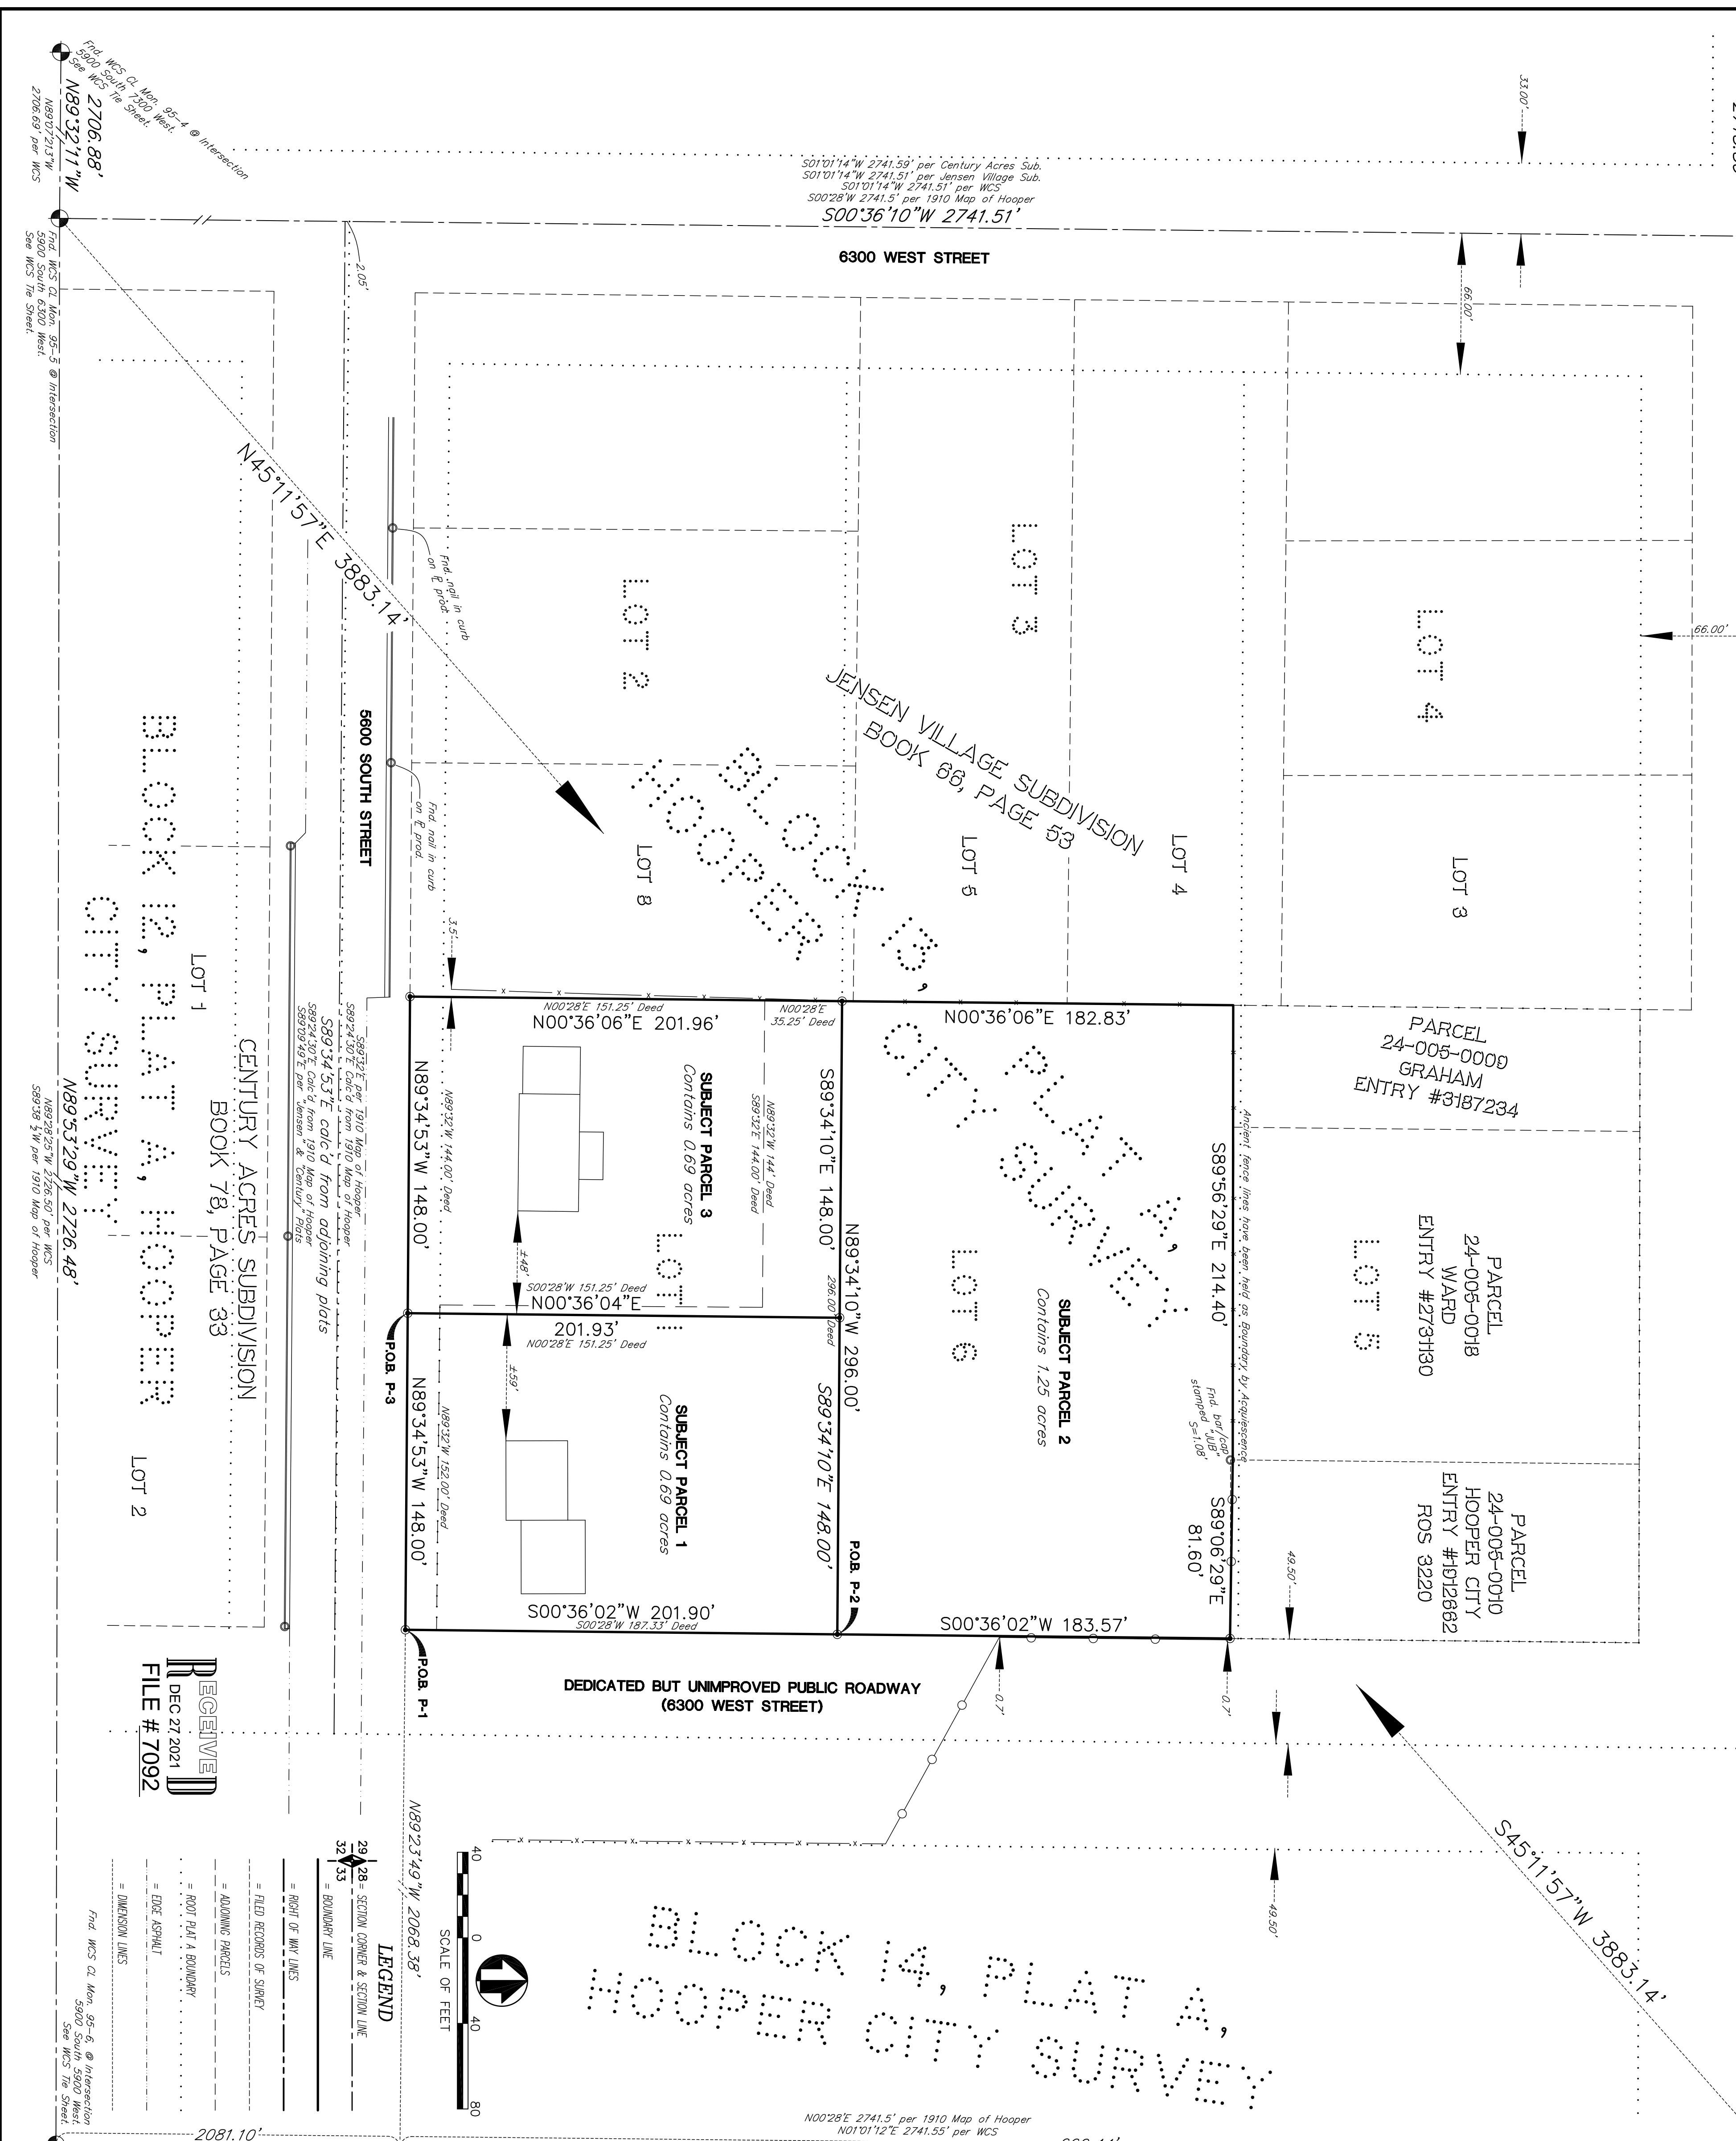 Fnd. WCS CL Mon. 95-4 @ Intersection
5900 South 7300 West.
See WCS Tie Sheet.
2706.88'
N89°32'11"W
N89°07'213"W
2706.69' per WCS
33.00'
S01°01'14"W 2741.59' per Century Acres Sub.
S01°01'14"W 2741.51' per Jensen Village Sub.
S01°01'14"W 2741.51' per WCS
S00°28'W 2741.5' per 1910 Map of Hooper
S00°36'10"W 2741.51'
6300 WEST STREET
Fnd. WCS CL Mon. 95-5 @ Intersection
5900 South 6300 West.
See WCS Tie Sheet.
2.05'
66.00'
66.00'
N45°11'57"E 3883.14'
Fnd. nail in curb
on PL prod.
Fnd. nail in curb
on PL prod.
5600 SOUTH STREET
LOT 2
LOT 3
LOT 4
JENSEN VILLAGE SUBDIVISION
BOOK 66, PAGE 53
LOT 8
LOT 5
LOT 4
LOT 3
BLOCK 13, PLAT A,
HOOPER CITY SURVEY
BLOCK 12, PLAT A, HOOPER
CITY SURVEY
LOT 1
CENTURY ACRES SUBDIVISION
BOOK 78, PAGE 33
LOT 2
3.5'
N00°28'E 151.25' Deed
N00°36'06"E 201.96'
N00°28'E
35.25' Deed
N00°36'06"E 182.83'
PARCEL
24-005-0009
GRAHAM
ENTRY #3187234
S89°32'E per 1910 Map of Hooper
S89°24'30"E Calc'd from 1910 Map of Hooper
S89°34'53"E calc'd from adjoining plats
S89°24'30"E Calc'd from 1910 Map of Hooper
S89°09'49"E per "Jensen" & "Century" Plats
N89°34'53"W 148.00'
N89°32'W 144.00' Deed
SUBJECT PARCEL 3
Contains 0.69 acres
N89°32'W 144' Deed
S89°32'E 144.00' Deed
S89°34'10"E 148.00'
N89°34'10"W 296.00'
296.00' Deed
±48'
LOT 1
S00°28'W 151.25' Deed
N00°36'04"E
201.93'
N00°28'E 151.25' Deed
P.O.B. P-3
±59'
LOT 6
SUBJECT PARCEL 2
Contains 1.25 acres
S89°56'29"E 214.40'
Ancient fence lines have been held as Boundary by Acquiescence
Fnd. bar/cap
stamped "JUB"
S=1.08'
LOT 5
PARCEL
24-005-0018
WARD
ENTRY #2731130
PARCEL
24-005-0010
HOOPER CITY
ENTRY #1012662
ROS 3220
S89°06'29"E
81.60'
49.50'
N89°53'29"W 2726.48'
N89°28'25"W 2726.50' per WCS
S89°38 ½'W per 1910 Map of Hooper
N89°34'53"W 148.00'
N89°32'W 152.00' Deed
SUBJECT PARCEL 1
Contains 0.69 acres
S89°34'10"E 148.00'
P.O.B. P-2
S00°36'02"W 201.90'
S00°28'W 187.33' Deed
S00°36'02"W 183.57'
P.O.B. P-1
DEDICATED BUT UNIMPROVED PUBLIC ROADWAY
(6300 WEST STREET)
0.7'
0.7'
RECEIVED
DEC 27, 2021
FILE # 7092
N89°23'49"W 2068.38'
49.50'
S45°11'57"W 3883.14'
40 0 40 80
SCALE OF FEET
BLOCK 14, PLAT A,
HOOPER CITY SURVEY
LEGEND
29 28
32 33
= SECTION CORNER & SECTION LINE
= BOUNDARY LINE
= RIGHT OF WAY LINES
= FILED RECORDS OF SURVEY
= ADJOINING PARCELS
= ROOT PLAT A BOUNDARY
= EDGE ASPHALT
= DIMENSION LINES
Fnd. WCS CL Mon. 95-6, @ Intersection
5900 South 5900 West.
See WCS Tie Sheet.
2081.10'
N00°28'E 2741.5' per 1910 Map of Hooper
N01°01'12"E 2741.55' per WCS